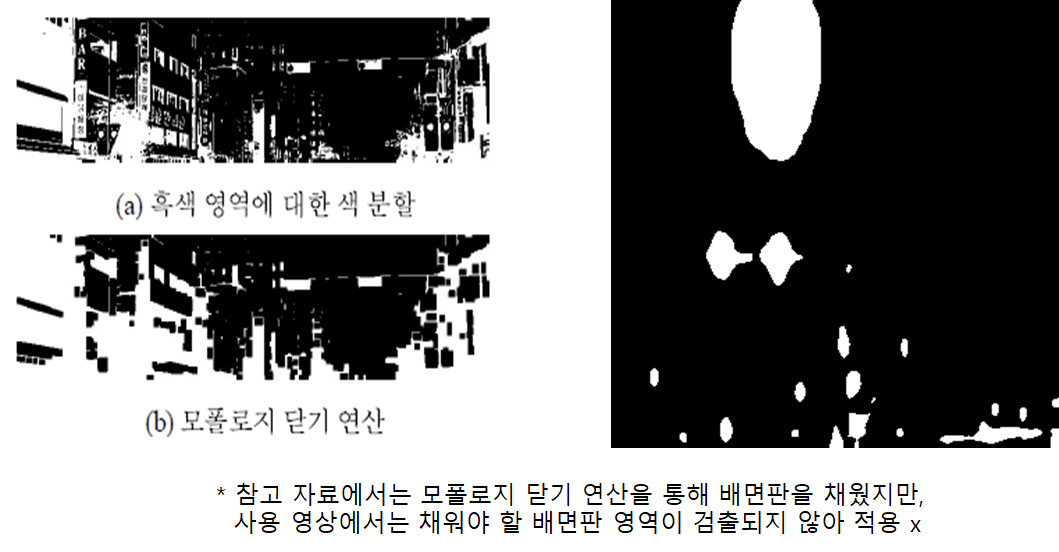 BAR
(a) 흑색 영역에 대한 색 분할
(b) 모폴로지 닫기 연산
* 참고 자료에서는 모폴로지 닫기 연산을 통해 배면판을 채웠지만,
사용 영상에서는 채워야 할 배면판 영역이 검출되지 않아 적용 x